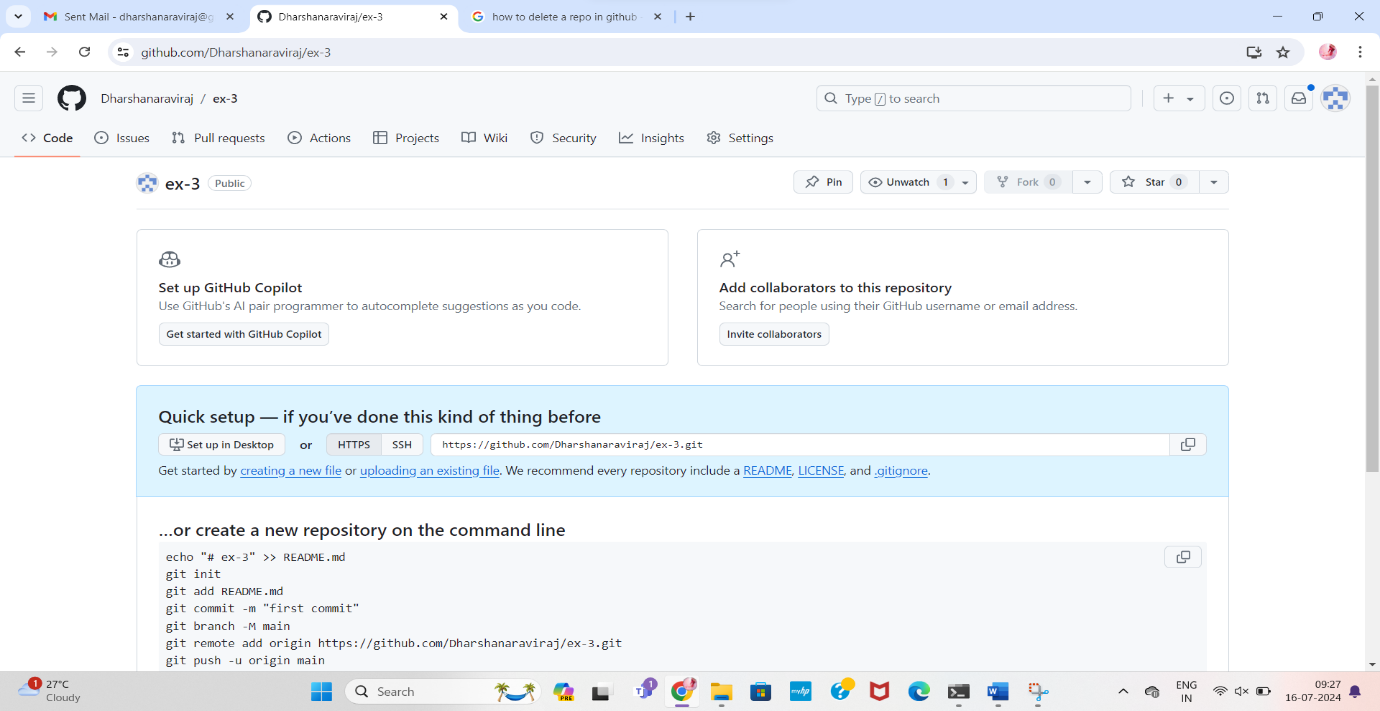 Sent Mail - dharshanaraviraj@g
Dharshanaraviraj/ex-3
how to delete a repo in github
github.com/Dharshanaraviraj/ex-3
Dharshanaraviraj / ex-3
Type / to search
Code Issues Pull requests Actions Projects Wiki Security Insights Settings
ex-3 Public
Pin Unwatch 1 Fork 0 Star 0
Set up GitHub Copilot
Use GitHub's AI pair programmer to autocomplete suggestions as you code.
Get started with GitHub Copilot
Add collaborators to this repository
Search for people using their GitHub username or email address.
Invite collaborators
Quick setup — if you've done this kind of thing before
Set up in Desktop or HTTPS SSH https://github.com/Dharshanaraviraj/ex-3.git
Get started by creating a new file or uploading an existing file. We recommend every repository include a README, LICENSE, and .gitignore.
...or create a new repository on the command line
echo "# ex-3" >> README.md
git init
git add README.md
git commit -m "first commit"
git branch -M main
git remote add origin https://github.com/Dharshanaraviraj/ex-3.git
git push -u origin main
1
27°C
Cloudy
Search
PRE
1
myhp
ENG
IN
09:27
16-07-2024